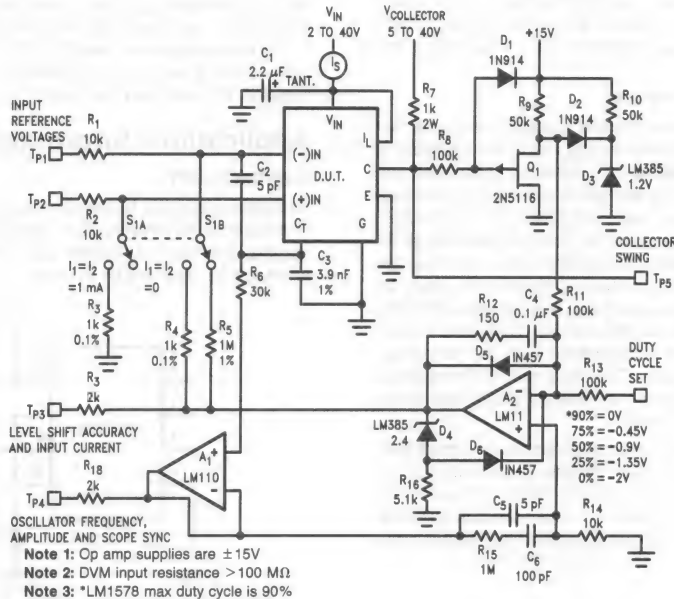 V_IN
2 TO 40V
V_COLLECTOR
5 TO 40V
+15V
C₁
2.2 µF
+ TANT.
I_S
D₁
1N914
R₇
1k
2W
R₉
50k
D₂
1N914
R₁₀
50k
INPUT
REFERENCE
VOLTAGES
R₁
10k
T_P1
V_IN
I_L
(−)IN
C
D.U.T.
(+)IN
E
C_T
G
R₈
100k
Q₁
2N5116
D₃
LM385
1.2V
C₂
5 pF
T_P2
R₂
10k
S₁A
S₁B
I₁= I₂
=1 mA
I₁= I₂
=0
R₆
30k
C₃
3.9 nF
1%
COLLECTOR
SWING
T_P5
R₃
1k
0.1%
R₄
1k
0.1%
R₅
1M
1%
R₁₂
150
C₄
0.1 µF
R₁₁
100k
D₅
IN457
DUTY
CYCLE
SET
R₁₃
100k
R₃
2k
T_P3
A₂
LM11
−
+
LM385
2.4
D₄
D₆
IN457
*90% = 0V
75% = −0.45V
50% = −0.9V
25% = −1.35V
0% = −2V
LEVEL SHIFT ACCURACY
AND INPUT CURRENT
R₁₈
2k
T_P4
A₁
LM110
+
−
R₁₆
5.1k
C₅
5 pF
R₁₅
1M
C₆
100 pF
R₁₄
10k
OSCILLATOR FREQUENCY,
AMPLITUDE AND SCOPE SYNC
Note 1: Op amp supplies are ±15V
Note 2: DVM input resistance >100 MΩ
Note 3: *LM1578 max duty cycle is 90%